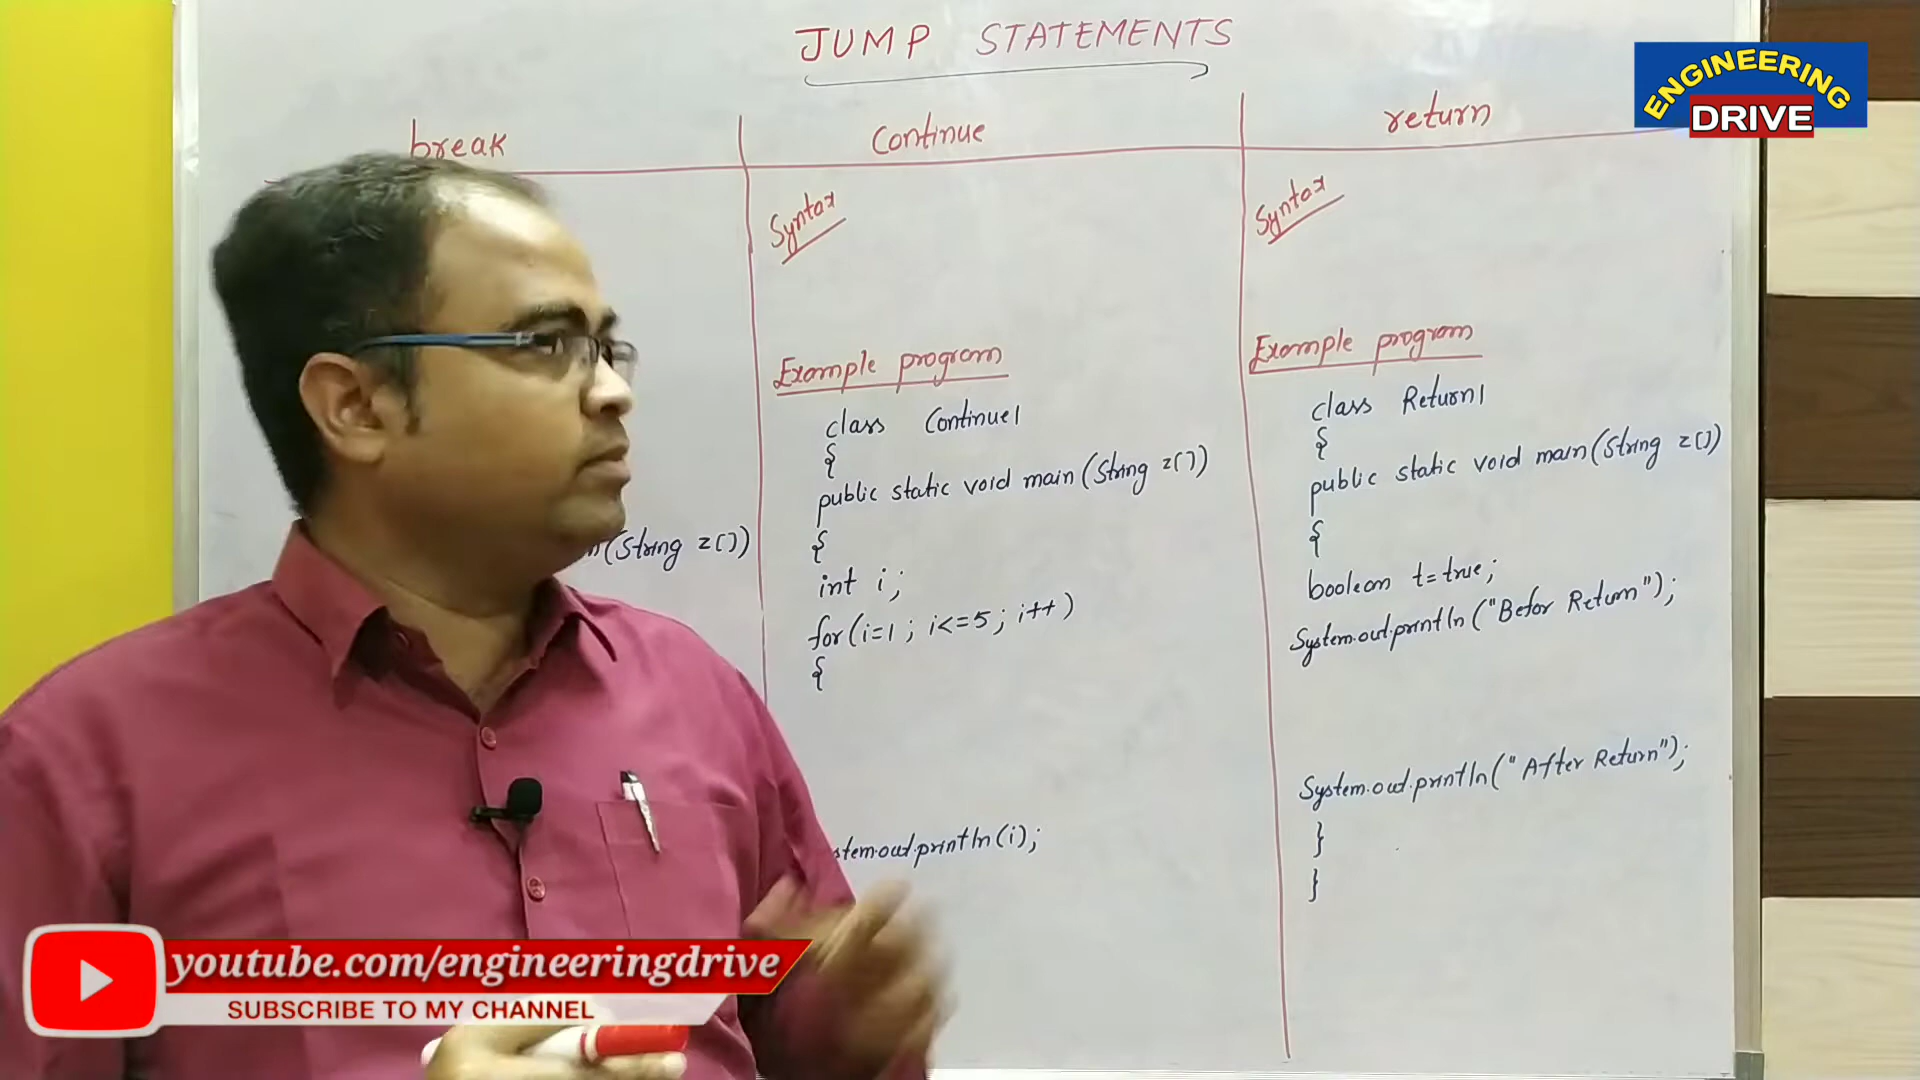 JUMP STATEMENTS
ENGINEERING
DRIVE
break
(String z[])
Continue
Syntax
Example program
class Continue1
{
public static void main (String z[])
{
int i;
for (i=1; i<=5; i++)
{
stem.out.println(i);
return
Syntax
Example program
class Return1
{
public static void main (String z[])
{
boolean t=true;
System.out.println ("Befor Return");
System.out.println ("After Return");
}
}
youtube.com/engineeringdrive
SUBSCRIBE TO MY CHANNEL